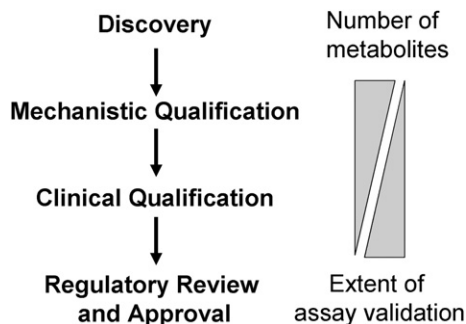 Discovery
Mechanistic Qualification
Clinical Qualification
Regulatory Review
and Approval
Number of
metabolites
Extent of
assay validation